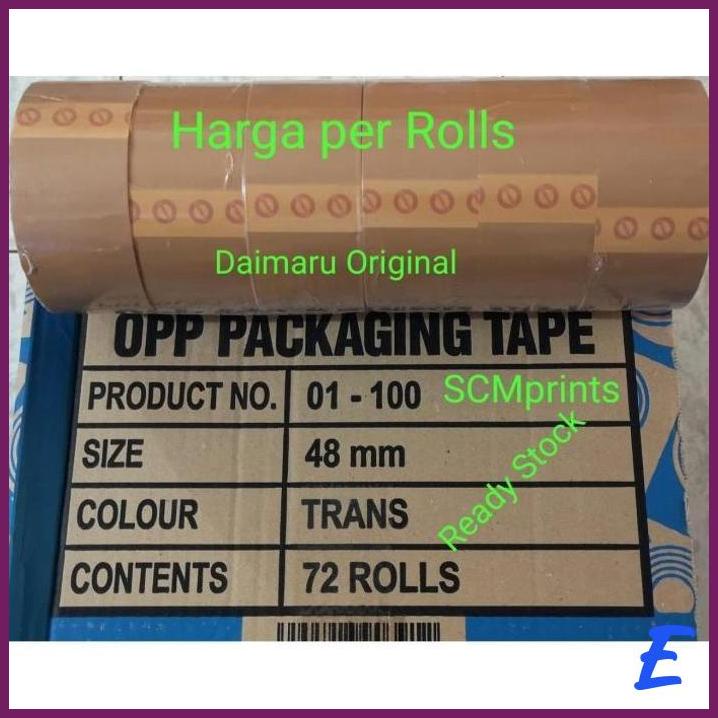 Harga per Rolls
Daimaru Original
OPP PACKAGING TAPE
PRODUCT NO. 01 - 100 SCMprints
SIZE 48 mm
Ready Stock
COLOUR TRANS
CONTENTS 72 ROLLS
E